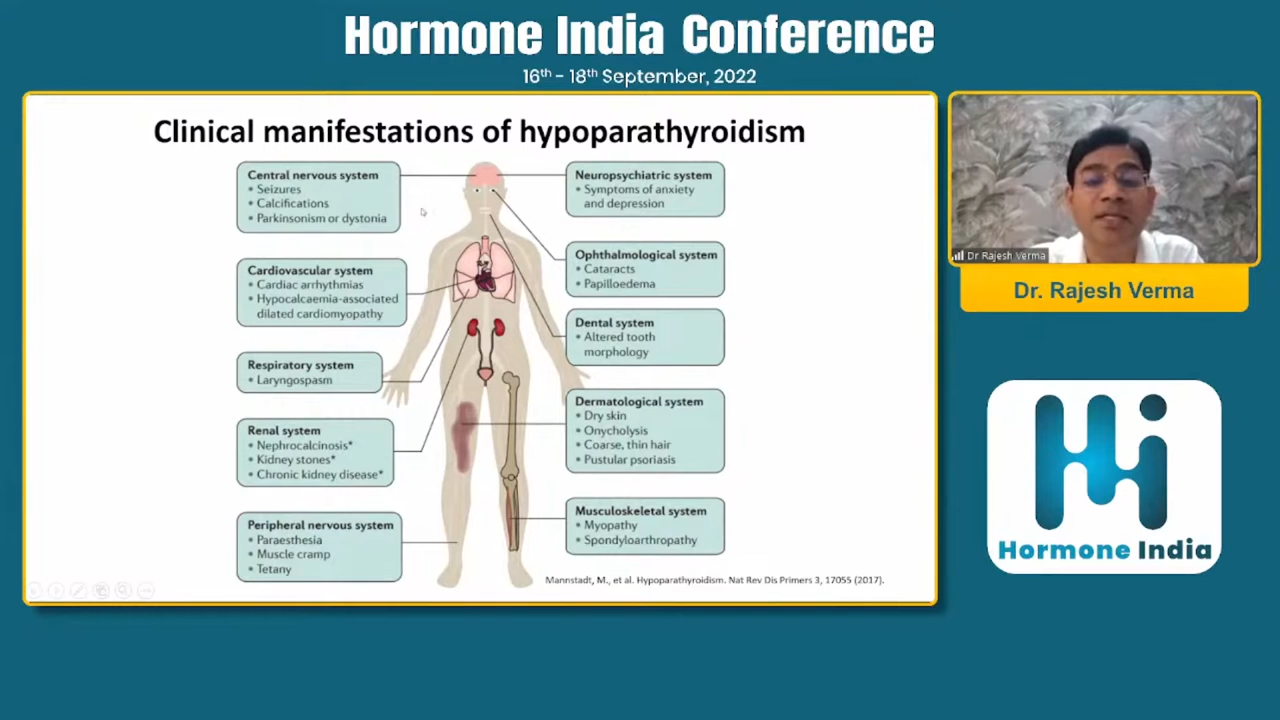 Hormone India Conference
16th - 18th September, 2022
Clinical manifestations of hypoparathyroidism
Central nervous system
• Seizures
• Calcifications
• Parkinsonism or dystonia
Cardiovascular system
• Cardiac arrhythmias
• Hypocalcaemia-associated
dilated cardiomyopathy
Respiratory system
• Laryngospasm
Renal system
• Nephrocalcinosis*
• Kidney stones*
• Chronic kidney disease*
Peripheral nervous system
• Paraesthesia
• Muscle cramp
• Tetany
Neuropsychiatric system
• Symptoms of anxiety
and depression
Ophthalmological system
• Cataracts
• Papilloedema
Dental system
• Altered tooth
morphology
Dermatological system
• Dry skin
• Onycholysis
• Coarse, thin hair
• Pustular psoriasis
Musculoskeletal system
• Myopathy
• Spondyloarthropathy
Mannstadt, M., et al. Hypoparathyroidism. Nat Rev Dis Primers 3, 17055 (2017).
Dr Rajesh Verma
Dr. Rajesh Verma
Hi
Hormone India